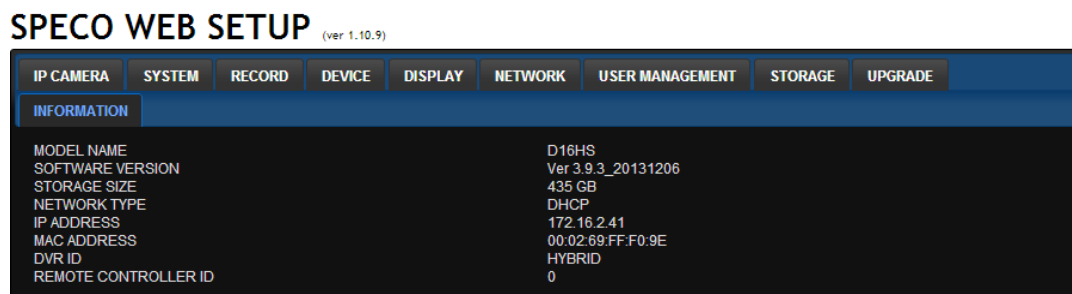 SPECO WEB SETUP (ver 1.10.9)
IP CAMERA SYSTEM RECORD DEVICE DISPLAY NETWORK USER MANAGEMENT STORAGE UPGRADE
INFORMATION
MODEL NAME D16HS
SOFTWARE VERSION Ver 3.9.3_20131206
STORAGE SIZE 435 GB
NETWORK TYPE DHCP
IP ADDRESS 172.16.2.41
MAC ADDRESS 00:02:69:FF:F0:9E
DVR ID HYBRID
REMOTE CONTROLLER ID 0